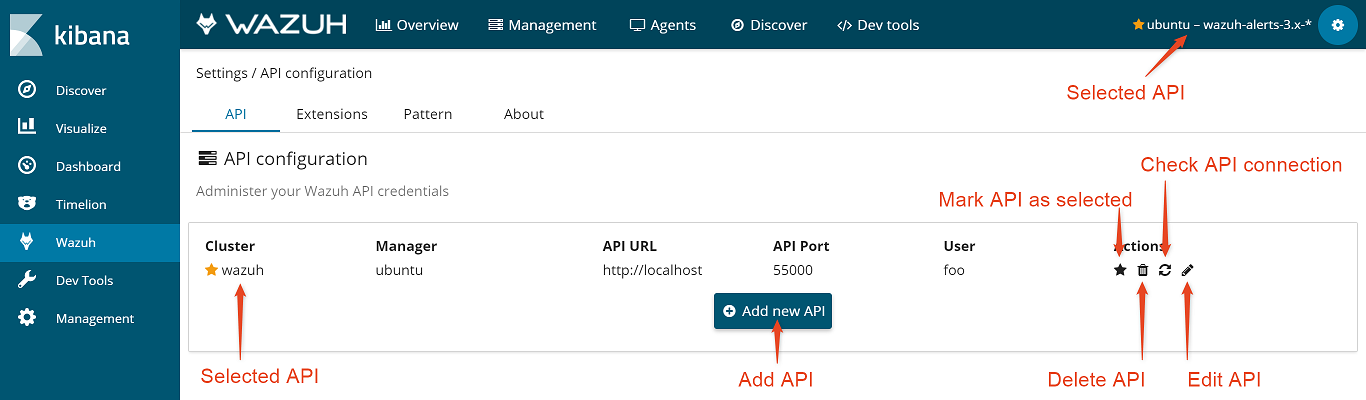 kibana
Discover
Visualize
Dashboard
Timelion
Wazuh
Dev Tools
Management
WAZUH
Overview
Management
Agents
Discover
Dev tools
ubuntu – wazuh-alerts-3.x-*
Selected API
Settings / API configuration
API
Extensions
Pattern
About
API configuration
Administer your Wazuh API credentials
Check API connection
Mark API as selected
Cluster
Manager
API URL
API Port
User
Actions
wazuh
ubuntu
http://localhost
55000
foo
Add new API
Selected API
Add API
Delete API
Edit API